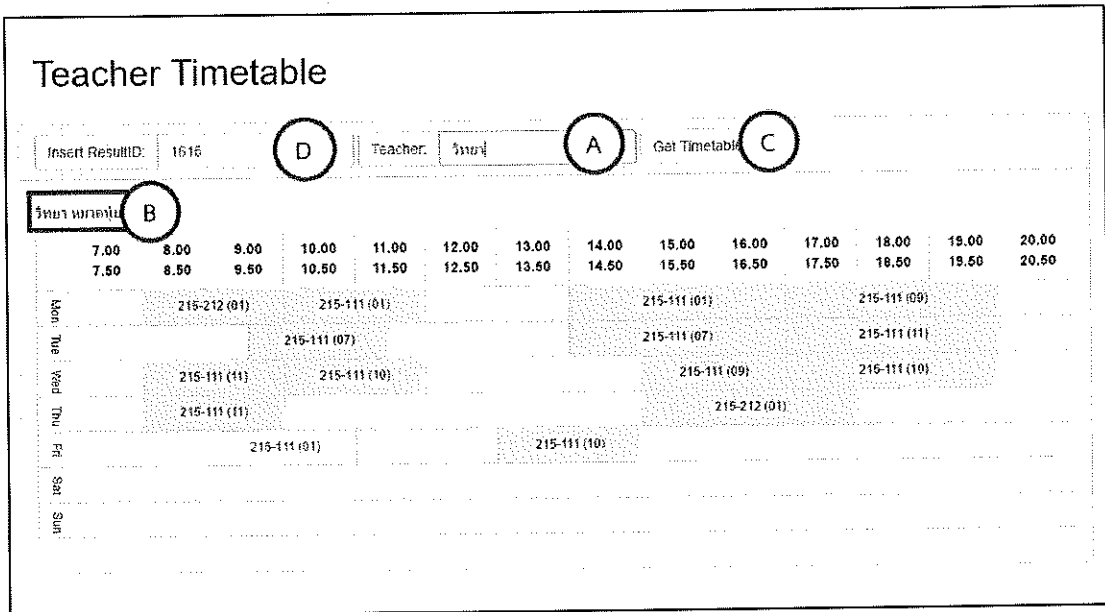 Teacher Timetable
Insert ResultID: 1616 D Teacher: วิทยา A Get Timetable C
วิทยา หมวดนุ่ม B
7.00 8.00 9.00 10.00 11.00 12.00 13.00 14.00 15.00 16.00 17.00 18.00 19.00 20.00
7.50 8.50 9.50 10.50 11.50 12.50 13.50 14.50 15.50 16.50 17.50 18.50 19.50 20.50
Mon 215-212 (01) 215-111 (01) 215-111 (01) 215-111 (09)
Tue 215-111 (07) 215-111 (07) 215-111 (11)
Wed 215-111 (11) 215-111 (10) 215-111 (09) 215-111 (10)
Thu 215-111 (11) 215-212 (01)
Fri 215-111 (01) 215-111 (10)
Sat
Sun